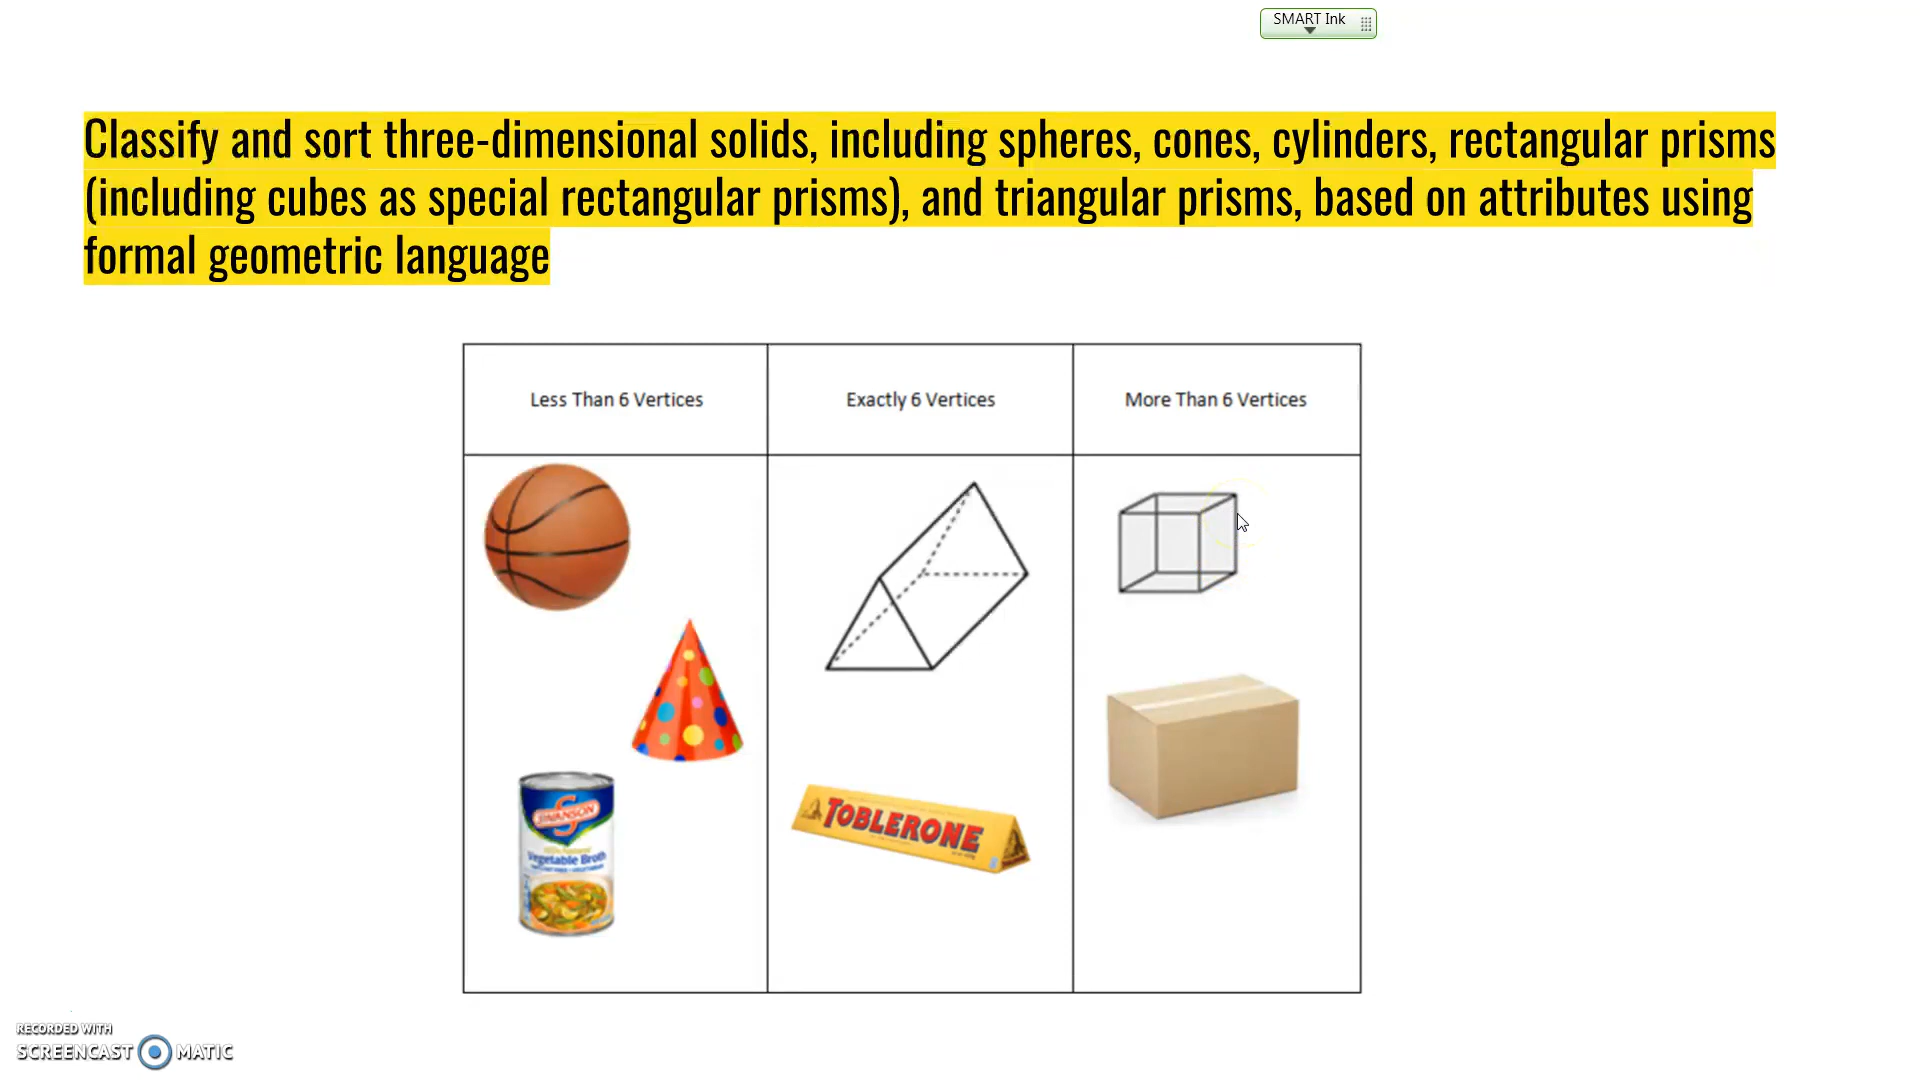 SMART Ink
Classify and sort three-dimensional solids, including spheres, cones, cylinders, rectangular prisms
(including cubes as special rectangular prisms), and triangular prisms, based on attributes using
formal geometric language
Less Than 6 Vertices
Exactly 6 Vertices
More Than 6 Vertices
SWANSON
Vegetable Broth
TOBLERONE
RECORDED WITH
SCREENCAST MATIC